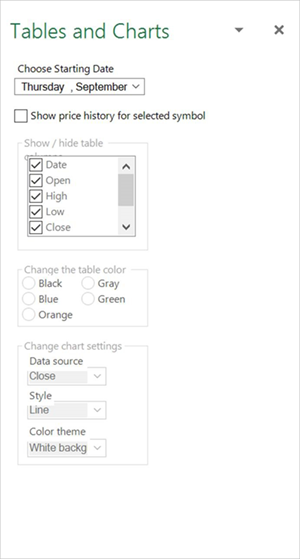 Tables and Charts
Choose Starting Date
Thursday , September
Show price history for selected symbol
Show / hide table
Date
Open
High
Low
Close
Change the table color
Black Gray
Blue Green
Orange
Change chart settings
Data source
Close
Style
Line
Color theme
White backg